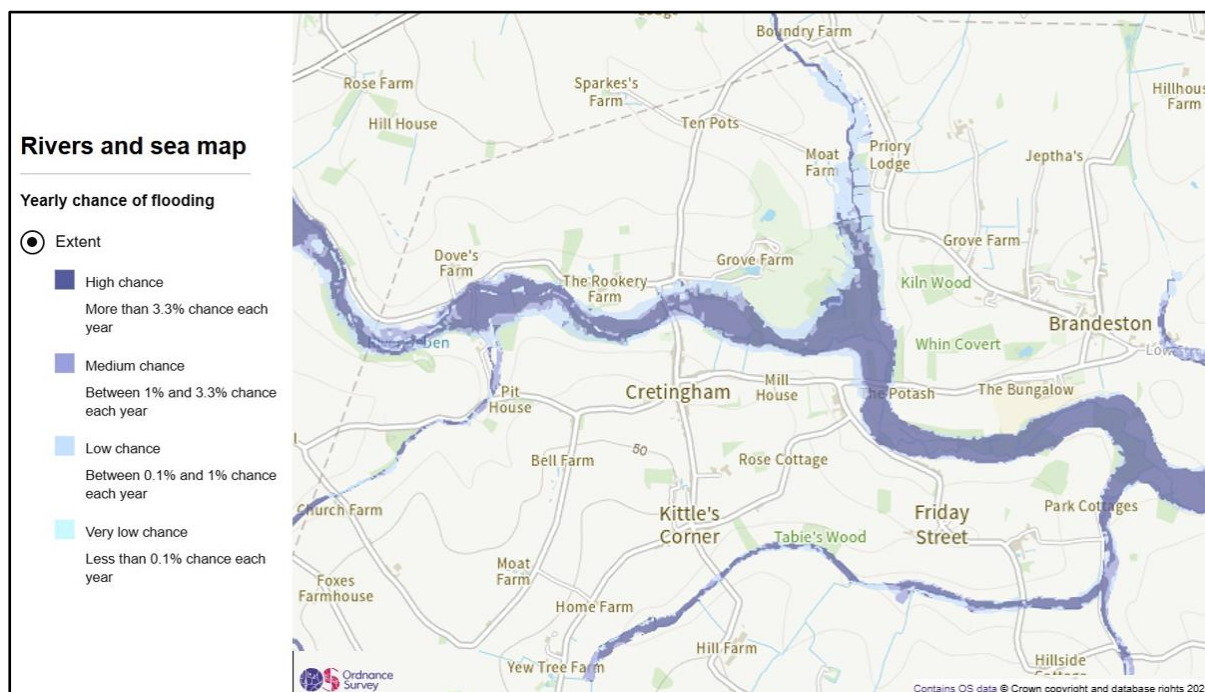 Rivers and sea map
Yearly chance of flooding
Extent
High chance
More than 3.3% chance each
year
Medium chance
Between 1% and 3.3% chance
each year
Low chance
Between 0.1% and 1% chance
each year
Very low chance
Less than 0.1% chance each
year
Boundry Farm
Rose Farm
Sparkes's
Farm
Hillhous
Farm
Hill House
Ten Pots
Moat
Farm
Priory
Lodge
Jeptha's
Dove's
Farm
Grove Farm
Grove Farm
The Rookery
Farm
Kiln Wood
Brandeston
Whin Covert
Pit
House
Cretingham
Mill
House
Potash
The Bungalow
50
Bell Farm
Rose Cottage
Church Farm
Kittle's
Corner
Friday
Street
Park Cottages
Tabie's Wood
Moat
Farm
Foxes
Farmhouse
Home Farm
Hill Farm
Yew Tree Farm
Hillside
Ordnance
Survey
Contains OS data © Crown copyright and database rights 202